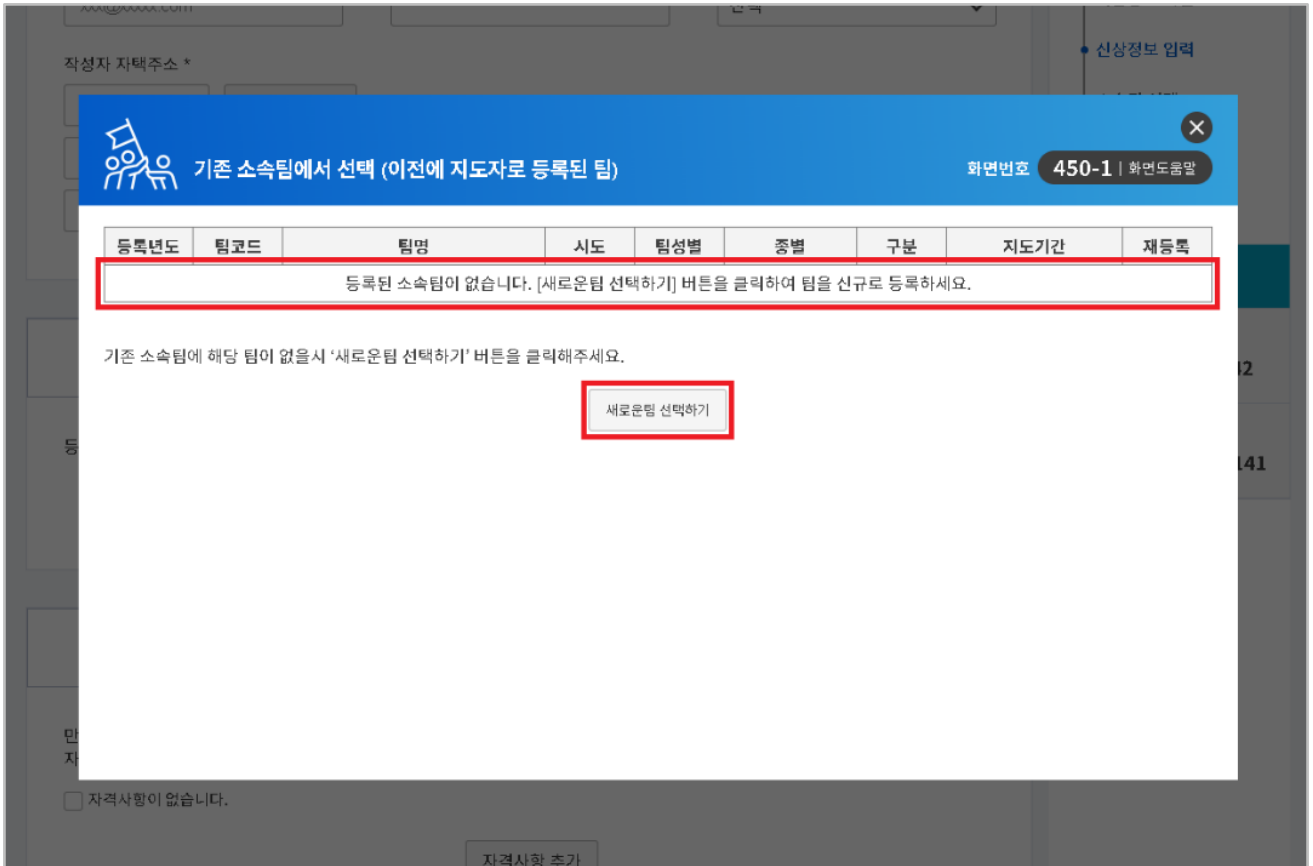 작성자 자택주소 *
신상정보 입력
기존 소속팀에서 선택 (이전에 지도자로 등록된 팀)
화면번호 450-1 | 화면도움말
등록년도 팀코드 팀명 시도 팀성별 종별 구분 지도기간 재등록
등록된 소속팀이 없습니다. [새로운팀 선택하기] 버튼을 클릭하여 팀을 신규로 등록하세요.
기존 소속팀에 해당 팀이 없을시 ‘새로운팀 선택하기’ 버튼을 클릭해주세요.
새로운팀 선택하기
141
자격사항이 없습니다.
자격사항 추가